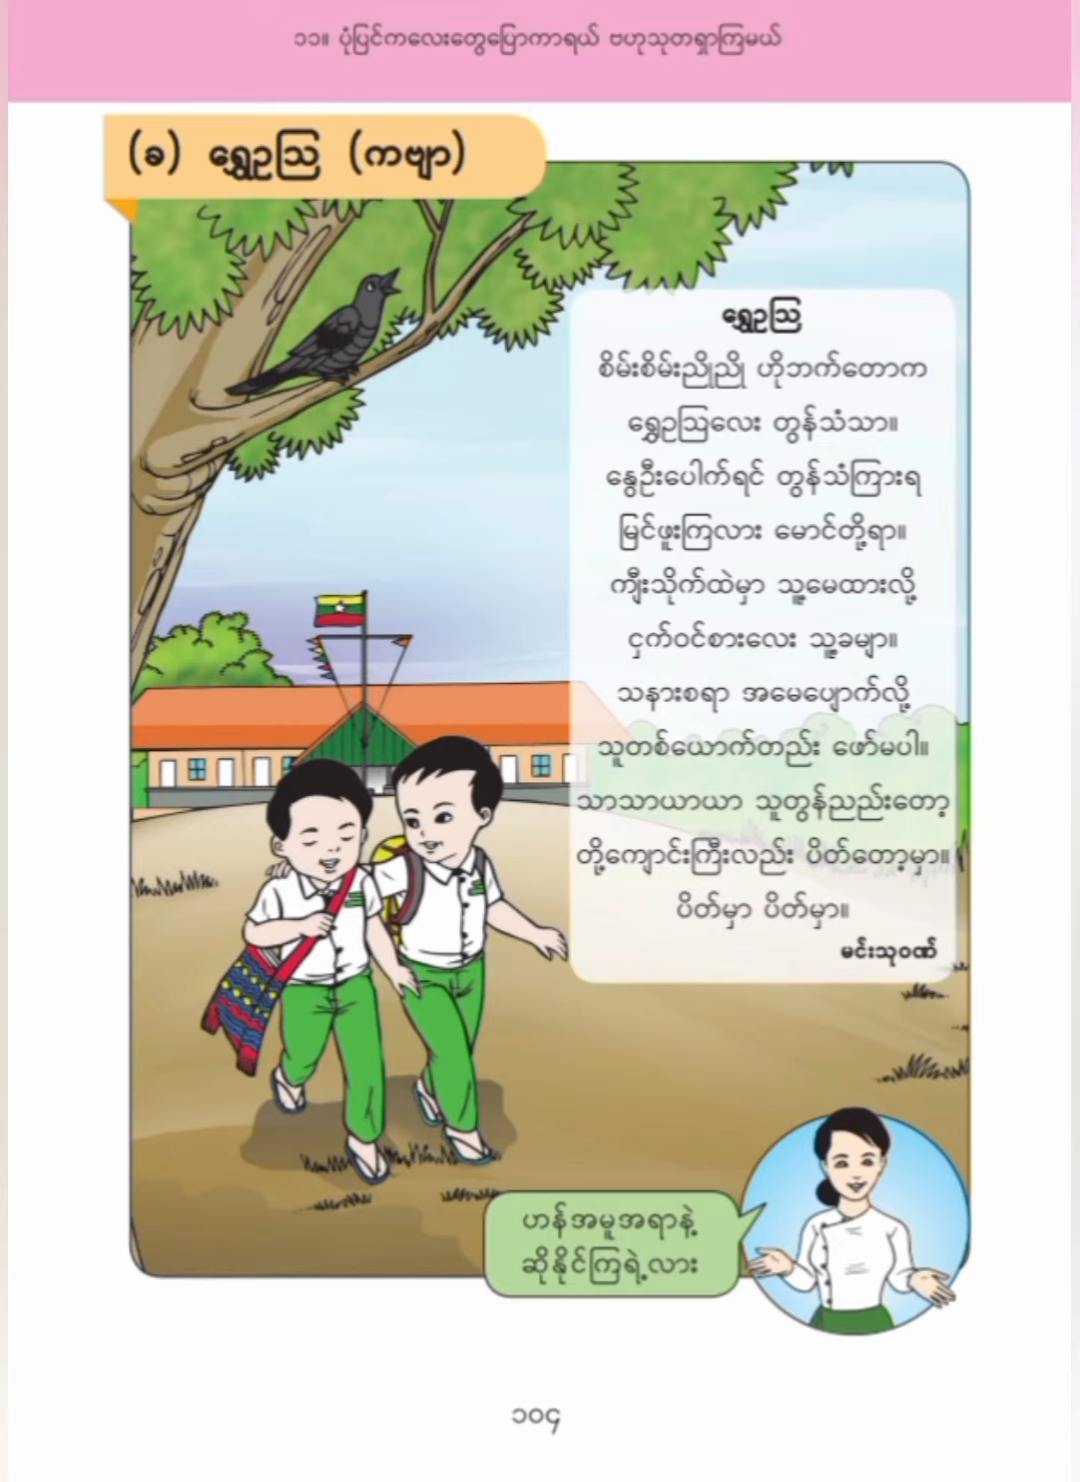 ၁၁။ ပုံပြင်ကလေးတွေပြောကာရယ် ဗဟုသုတရှာကြမယ်
(ခ) ရွှေဥဩ (ကဗျာ)
ရွှေဥဩ
စိမ်းစိမ်းညိုညို ဟိုဘက်တောက
ရွှေဥဩလေး တွန်သံသာ။
နွေဦးပေါက်ရင် တွန်သံကြားရ
မြင်ဖူးကြလား မောင်တို့ရာ။
ကျီးသိုက်ထဲမှာ သူ့မေထားလို့
ငှက်ဝင်စားလေး သူ့ခမျာ။
သနားစရာ အမေပျောက်လို့
သူတစ်ယောက်တည်း ဖော်မပါ။
သာသာယာယာ သူတွန်ညည်းတော့
တို့ကျောင်းကြီးလည်း ပိတ်တော့မှာ။
ပိတ်မှာ ပိတ်မှာ။
မင်းသုဝဏ်
ဟန်အမူအရာနဲ့
ဆိုနိုင်ကြရဲ့လား
၁၀၄